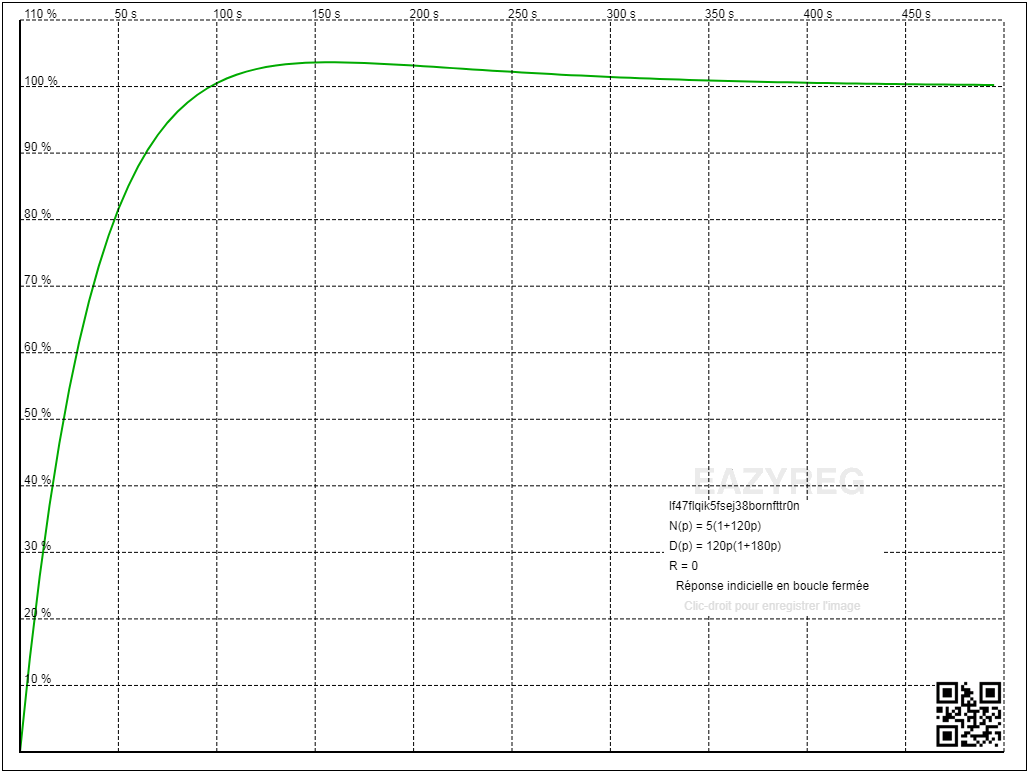 110 %
50 s
100 s
150 s
200 s
250 s
300 s
350 s
400 s
450 s
100 %
90 %
80 %
70 %
60 %
50 %
40 %
30 %
20 %
10 %
EAZYREG
lf47flqik5fsej38bornfttr0n
N(p) = 5(1+120p)
D(p) = 120p(1+180p)
R = 0
Réponse indicielle en boucle fermée
Clic-droit pour enregistrer l'image